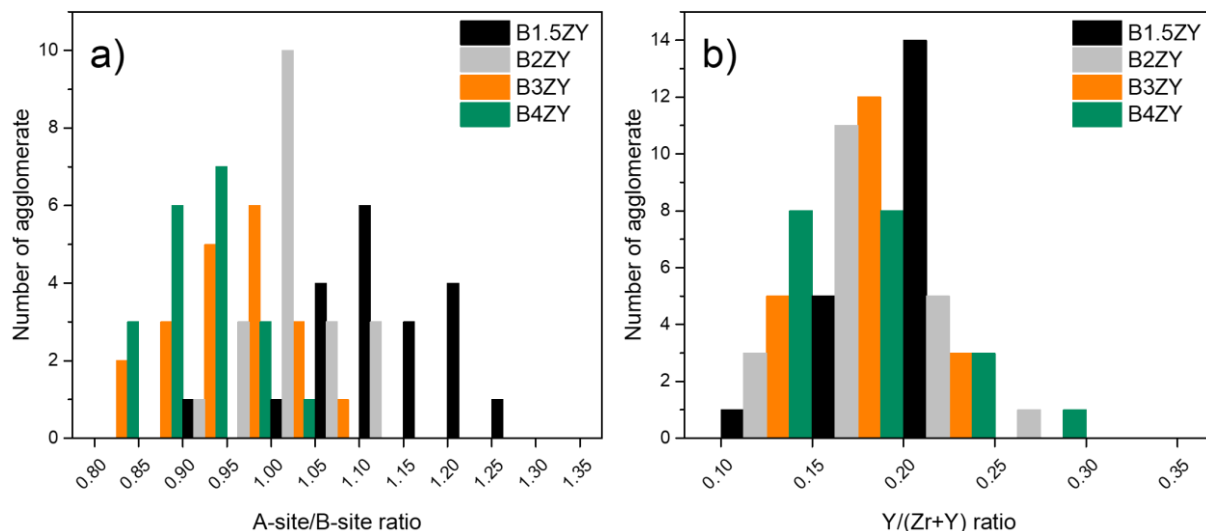 a)
B1.5ZY
B2ZY
B3ZY
B4ZY
Number of agglomerate
10
8
6
4
2
0
0.80 0.85 0.90 0.95 1.00 1.05 1.10 1.15 1.20 1.25 1.30 1.35
A-site/B-site ratio
b)
B1.5ZY
B2ZY
B3ZY
B4ZY
Number of agglomerate
14
12
10
8
6
4
2
0
0.10 0.15 0.20 0.25 0.30 0.35
Y/(Zr+Y) ratio